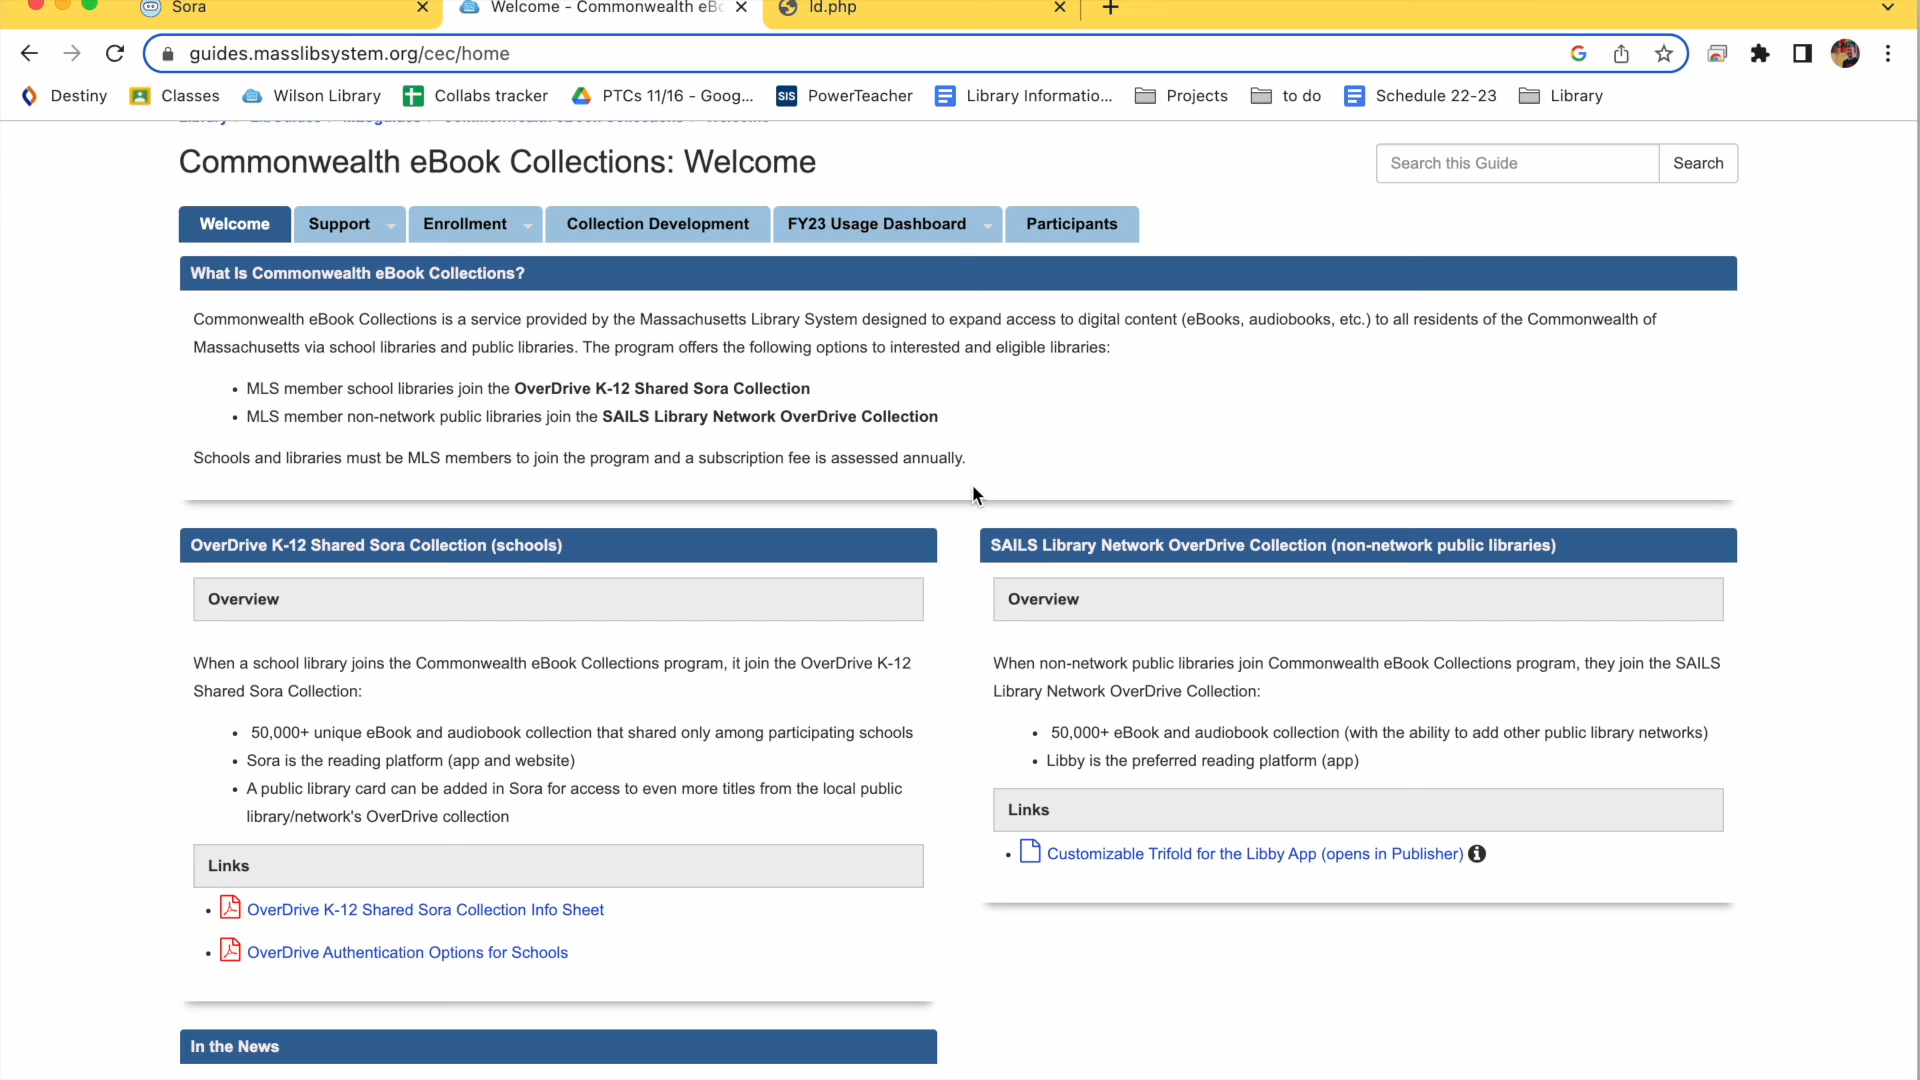 Sora
Welcome - Commonwealth eBo
ld.php
guides.masslibsystem.org/cec/home
Destiny
Classes
Wilson Library
Collabs tracker
PTCs 11/16 - Goog...
SIS PowerTeacher
Library Informatio...
Projects
to do
Schedule 22-23
Library
Commonwealth eBook Collections: Welcome
Search this Guide
Search
Welcome
Support
Enrollment
Collection Development
FY23 Usage Dashboard
Participants
What Is Commonwealth eBook Collections?
Commonwealth eBook Collections is a service provided by the Massachusetts Library System designed to expand access to digital content (eBooks, audiobooks, etc.) to all residents of the Commonwealth of
Massachusetts via school libraries and public libraries. The program offers the following options to interested and eligible libraries:
• MLS member school libraries join the OverDrive K-12 Shared Sora Collection
• MLS member non-network public libraries join the SAILS Library Network OverDrive Collection
Schools and libraries must be MLS members to join the program and a subscription fee is assessed annually.
OverDrive K-12 Shared Sora Collection (schools)
Overview
When a school library joins the Commonwealth eBook Collections program, it join the OverDrive K-12
Shared Sora Collection:
• 50,000+ unique eBook and audiobook collection that shared only among participating schools
• Sora is the reading platform (app and website)
• A public library card can be added in Sora for access to even more titles from the local public
library/network's OverDrive collection
Links
• OverDrive K-12 Shared Sora Collection Info Sheet
• OverDrive Authentication Options for Schools
In the News
SAILS Library Network OverDrive Collection (non-network public libraries)
Overview
When non-network public libraries join Commonwealth eBook Collections program, they join the SAILS
Library Network OverDrive Collection:
• 50,000+ eBook and audiobook collection (with the ability to add other public library networks)
• Libby is the preferred reading platform (app)
Links
• Customizable Trifold for the Libby App (opens in Publisher)